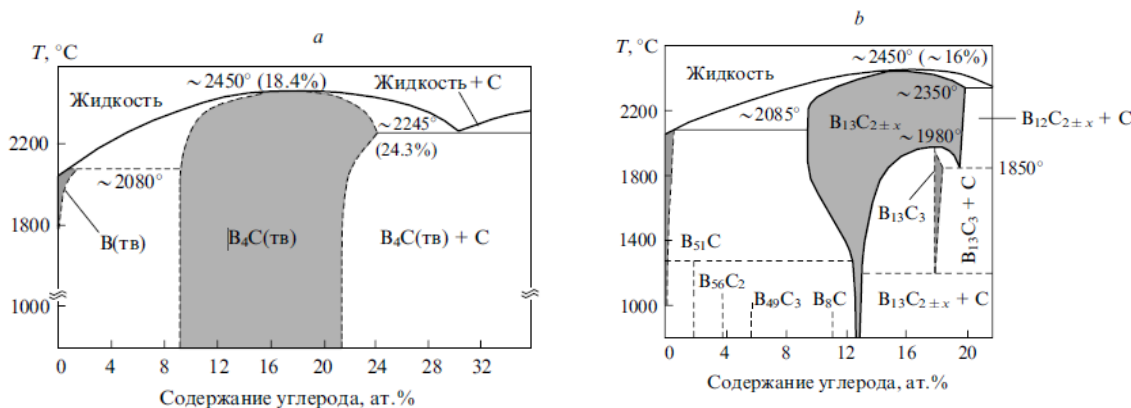 a
T, °C
~2450° (18.4%)
Жидкость + C
Жидкость
~2245°
(24.3%)
2200
~2080°
1800
B(тв)
B₄C(тв)
B₄C(тв) + C
1000
0 4 8 12 16 20 24 28 32
Содержание углерода, ат.%
b
T, °C
~2450° (~16%)
Жидкость
~2350°
2200
~2085°
B₁₃C₂±ₓ
B₁₂C₂±ₓ + C
~1980°
1850°
1800
B₁₃C₃
B₁₃C₃ + C
1400
B₅₁C
B₅₆C₂
B₄₉C₃
B₈C
B₁₃C₂±ₓ + C
1000
0 4 8 12 16 20
Содержание углерода, ат.%